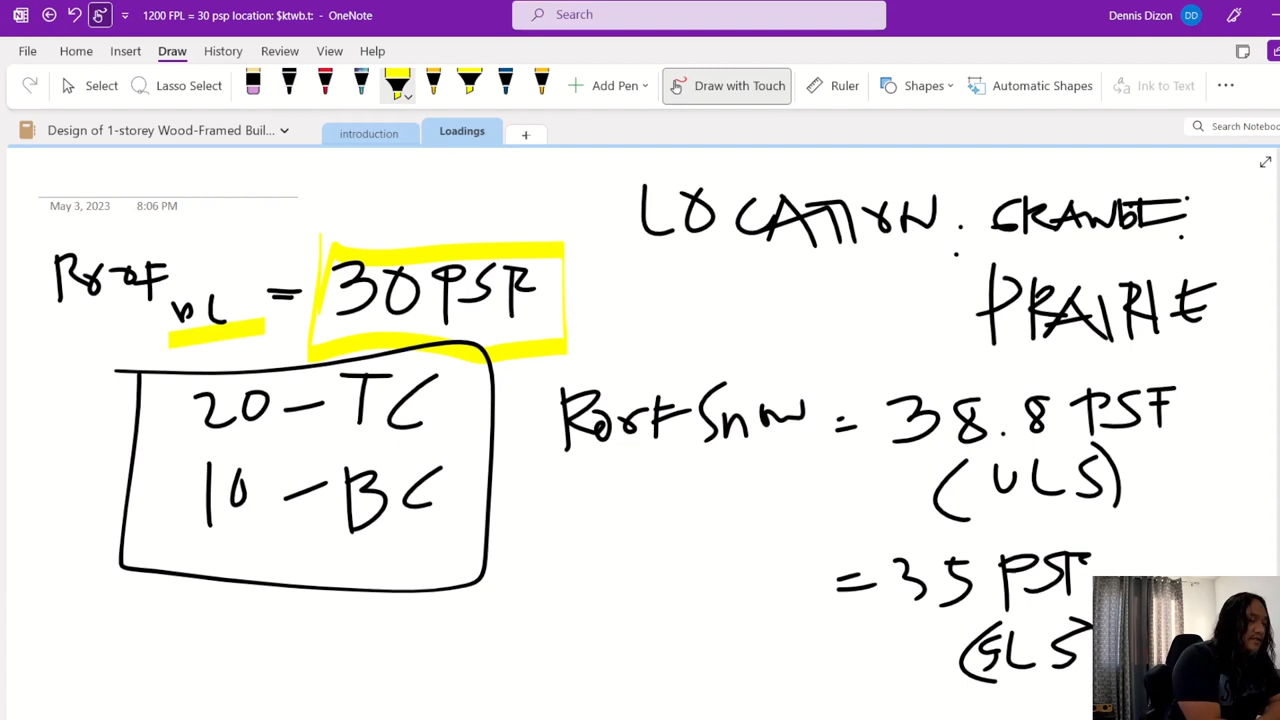 1200 FPL = 30 psp location: $ktwb.t: - OneNote
Search
Dennis Dizon
DD
File
Home
Insert
Draw
History
Review
View
Help
Select
Lasso Select
Add Pen
Draw with Touch
Ruler
Shapes
Automatic Shapes
Ink to Text
Design of 1-storey Wood-Framed Buil...
introduction
Loadings
Search Notebo
May 3, 2023
8:06 PM
LOCATION: GRANDE
PRAIRIE
Roof DL = 30 PSF
20 - TC
10 - BC
Roof Snow = 38.8 PSF
(ULS)
= 35 PSF
(SLS